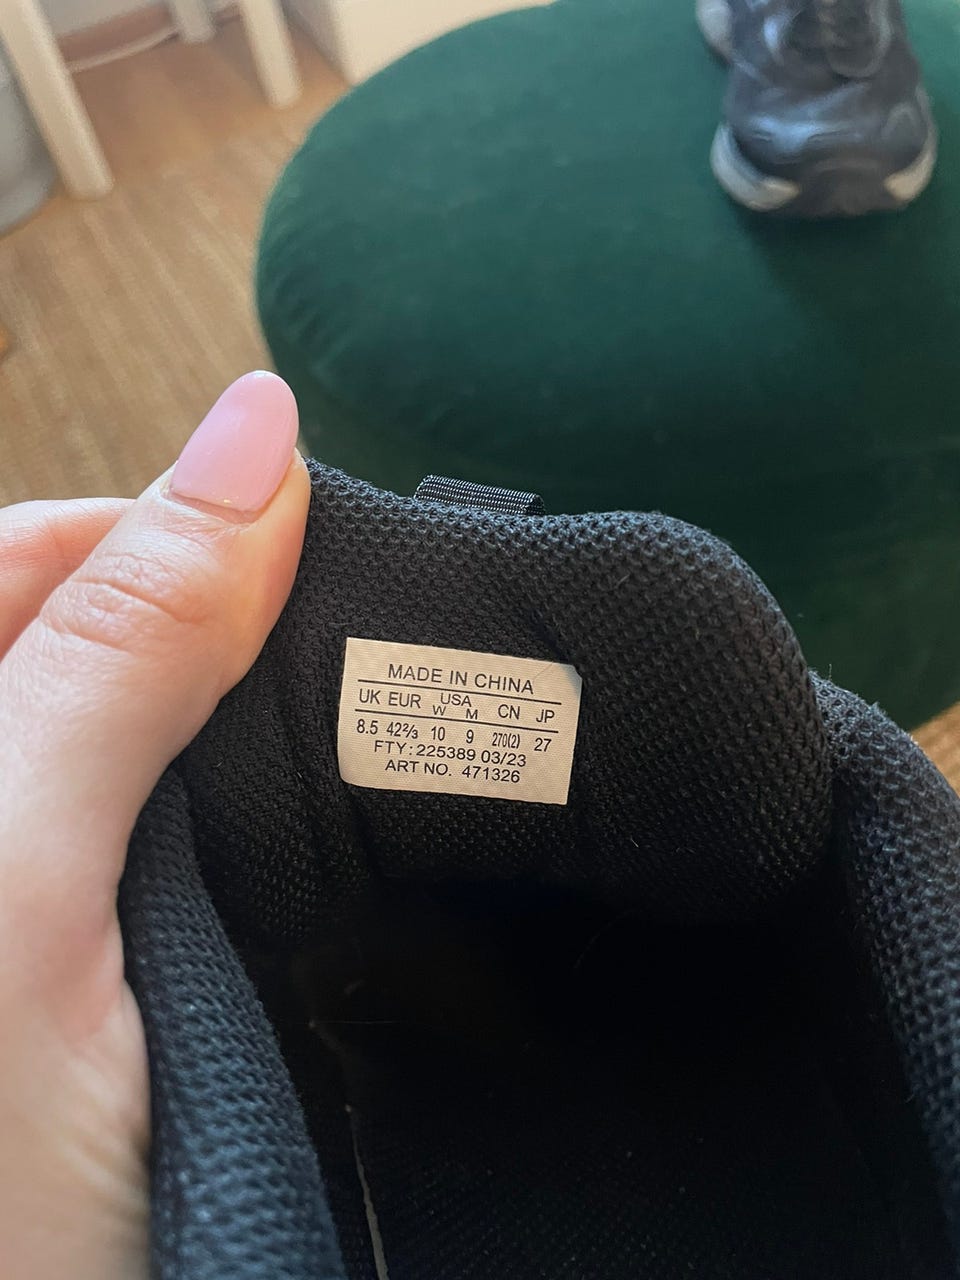 MADE IN CHINA
UK EUR USA CN JP
W M
8.5 42⅔ 10 9 270(2) 27
FTY: 225389 03/23
ART NO. 471326